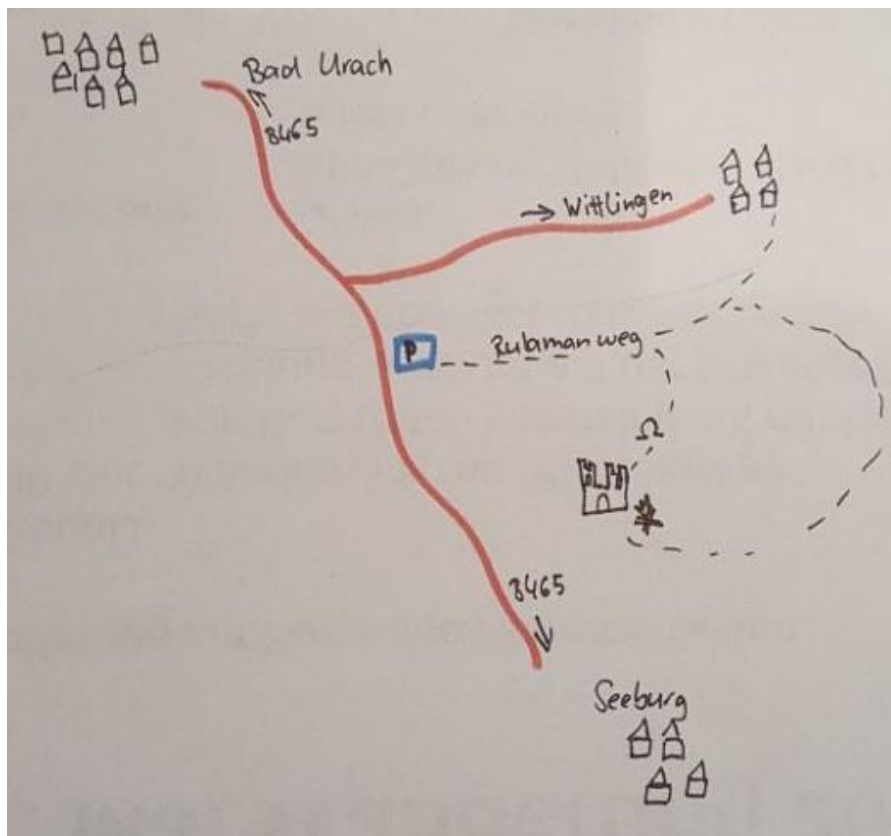 Bad Urach
B465
→ Wittlingen
P
Rulamanweg
Ω
B465
Seeburg